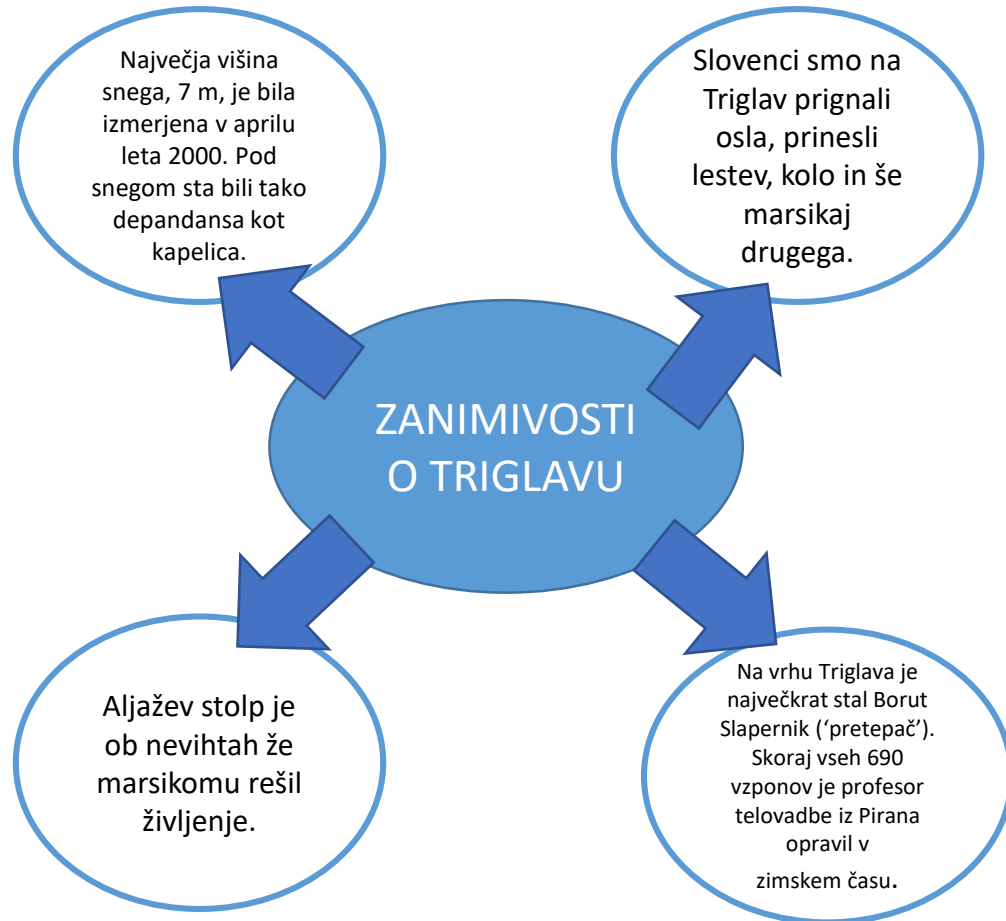 Največja višina
snega, 7 m, je bila
izmerjena v aprilu
leta 2000. Pod
snegom sta bili tako
depandansa kot
kapelica.
Slovenci smo na
Triglav prignali
osla, prinesli
lestev, kolo in še
marsikaj
drugega.
ZANIMIVOSTI
O TRIGLAVU
Aljažev stolp je
ob nevihtah že
marsikomu rešil
življenje.
Na vrhu Triglava je
največkrat stal Borut
Slapernik (‘pretepač’).
Skoraj vseh 690
vzponov je profesor
telovadbe iz Pirana
opravil v
zimskem času.